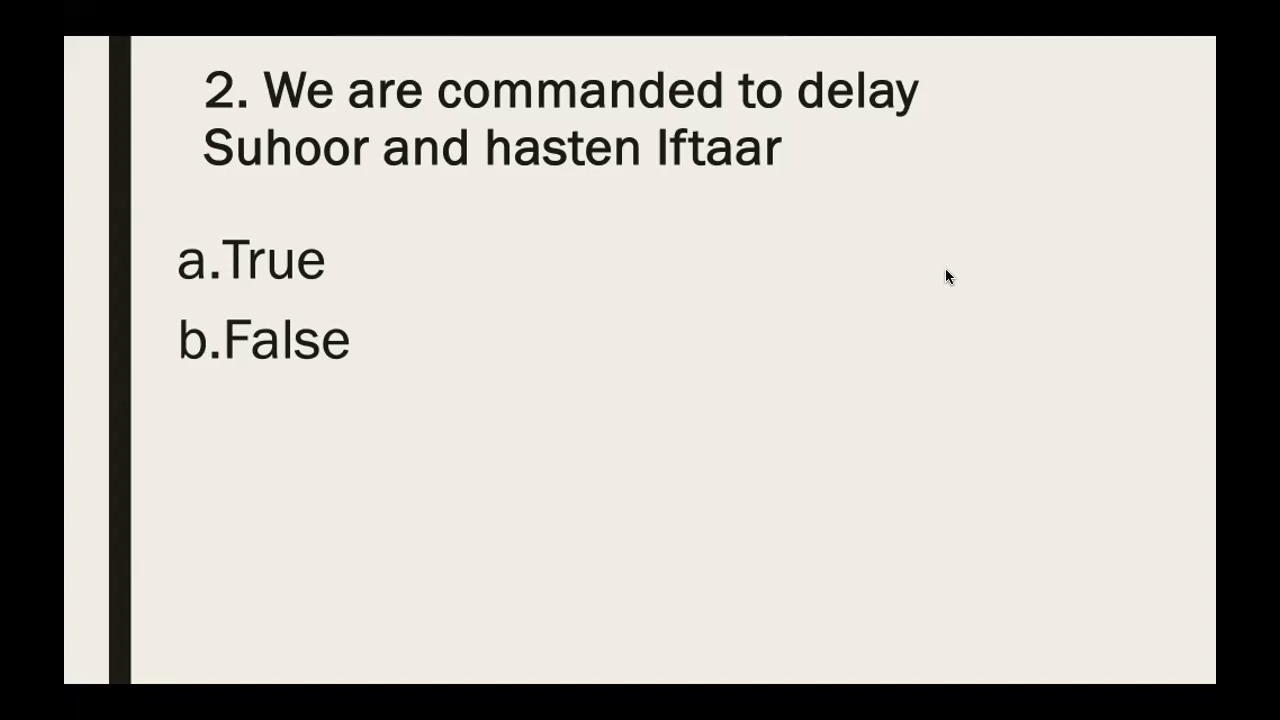 2. We are commanded to delay
Suhoor and hasten Iftaar
a.True
b.False